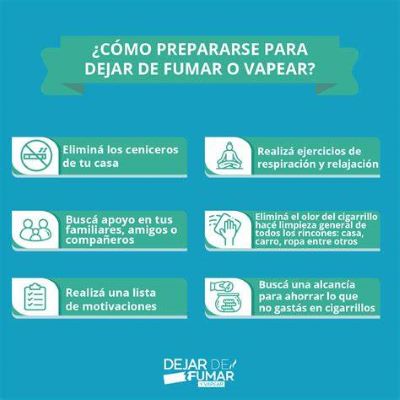 ¿CÓMO PREPARARSE PARA
DEJAR DE FUMAR O VAPEAR?
Eliminá los ceniceros
de tu casa
Realizá ejercicios de
respiración y relajación
Buscá apoyo en tus
familiares, amigos o
compañeros
Eliminá el olor del cigarrillo
hacé limpieza general de
todos los rincones: casa,
carro, ropa entre otros
Realizá una lista
de motivaciones
Buscá una alcancía
para ahorrar lo que
no gastás en cigarrillos
DEJAR DE
FUMAR
Y VAPEAR